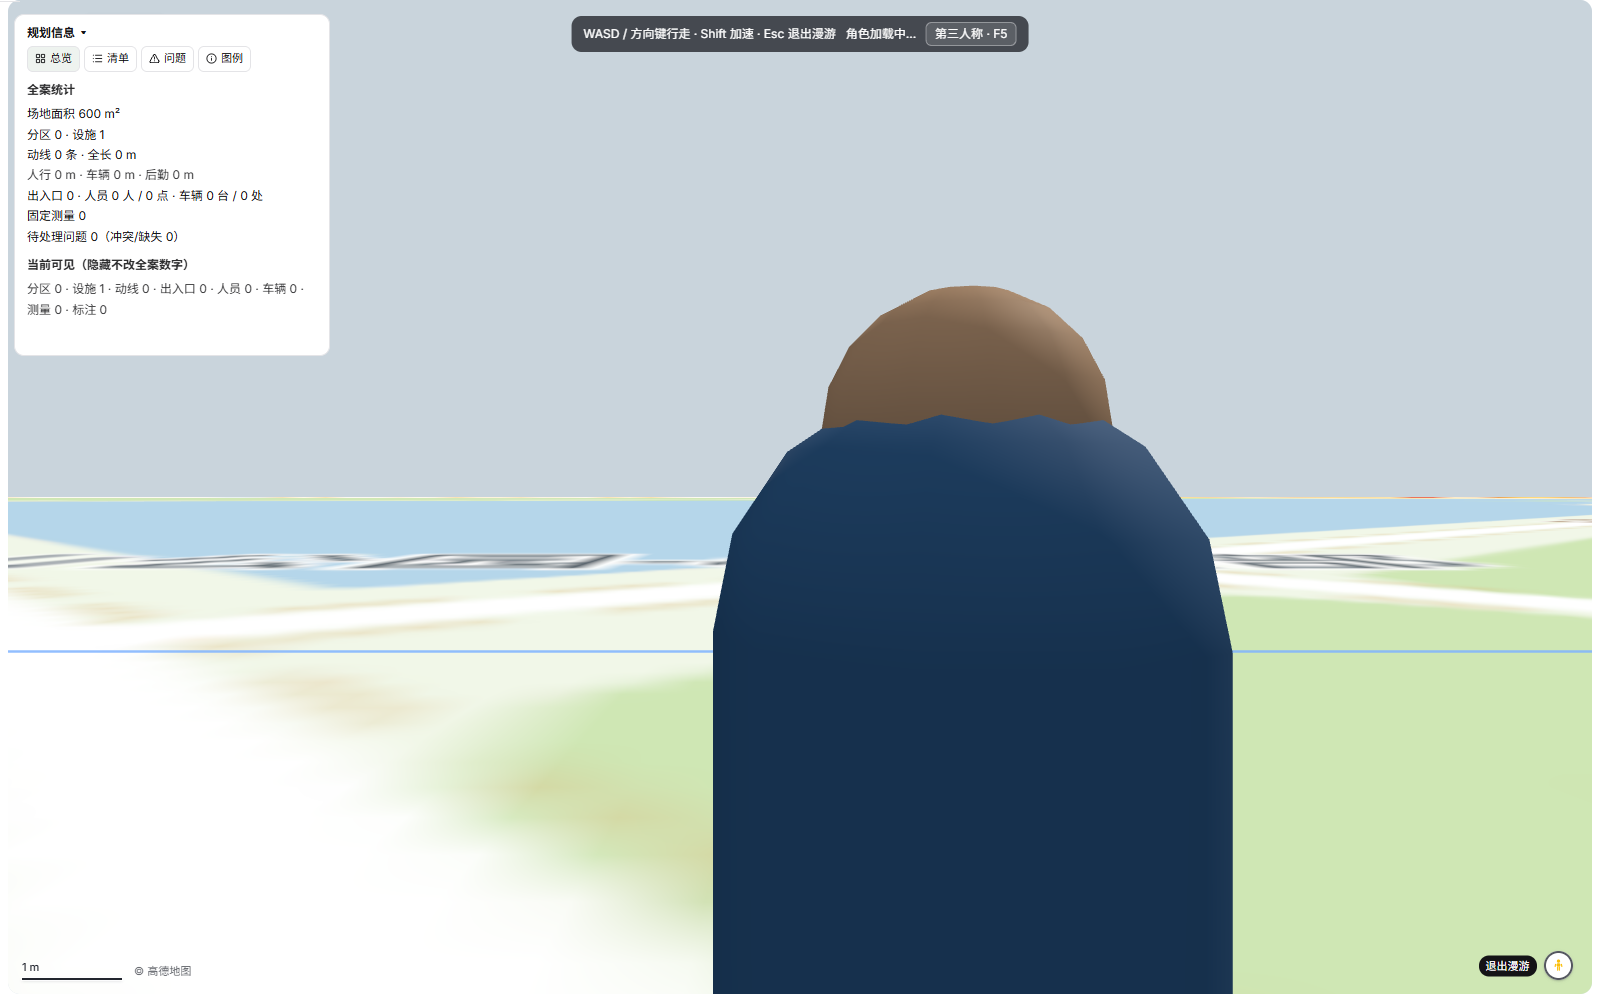 规划信息
总览 清单 问题 图例
全案统计
场地面积 600 m²
分区 0 · 设施 1
动线 0 条 · 全长 0 m
人行 0 m · 车辆 0 m · 后勤 0 m
出入口 0 · 人员 0 人 / 0 点 · 车辆 0 台 / 0 处
固定测量 0
待处理问题 0（冲突/缺失 0）
当前可见（隐藏不改全案数字）
分区 0 · 设施 1 · 动线 0 · 出入口 0 · 人员 0 · 车辆 0 ·
测量 0 · 标注 0
WASD / 方向键行走 · Shift 加速 · Esc 退出漫游 角色加载中... 第三人称 · F5
1 m
© 高德地图
退出漫游